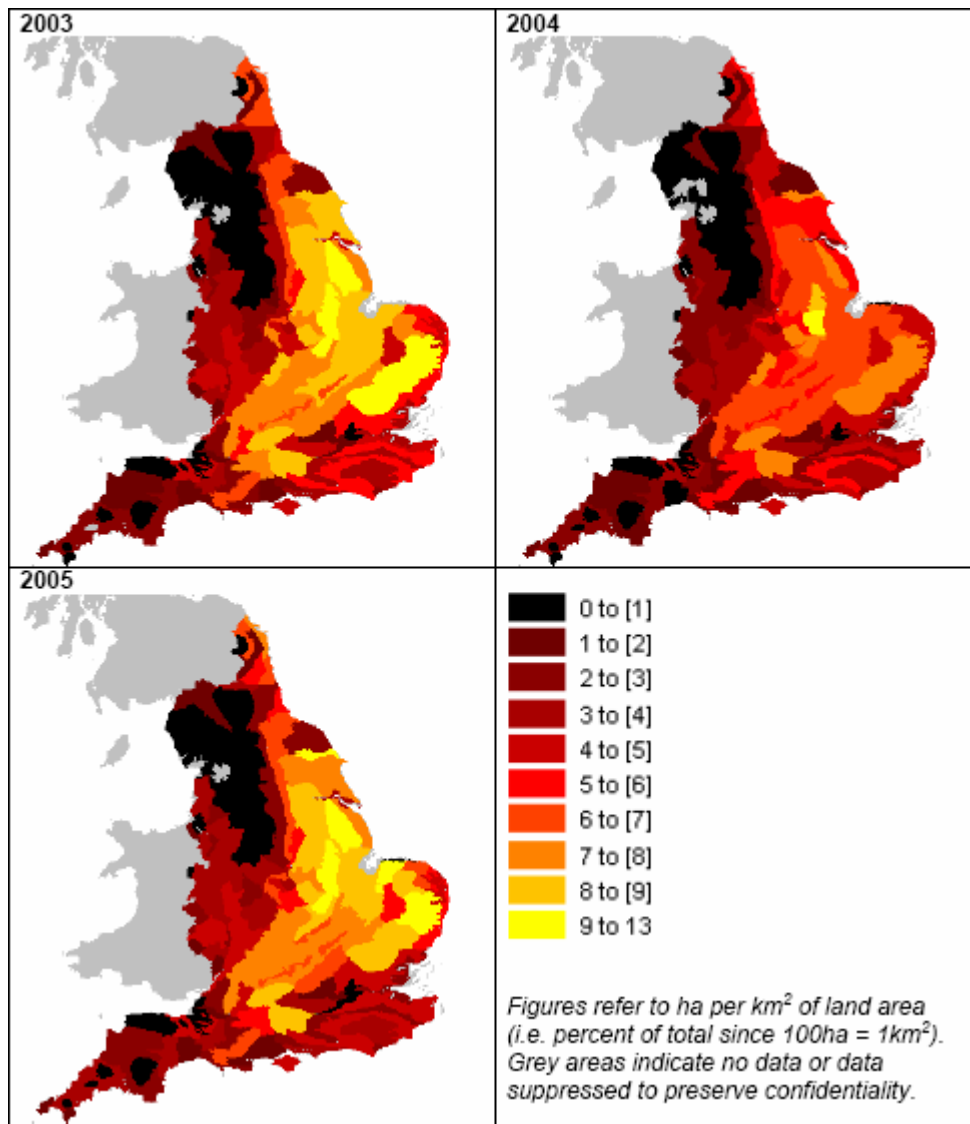 2003
2004
2005
0 to [1]
1 to [2]
2 to [3]
3 to [4]
4 to [5]
5 to [6]
6 to [7]
7 to [8]
8 to [9]
9 to 13
Figures refer to ha per km² of land area
(i.e. percent of total since 100ha = 1km²).
Grey areas indicate no data or data
suppressed to preserve confidentiality.